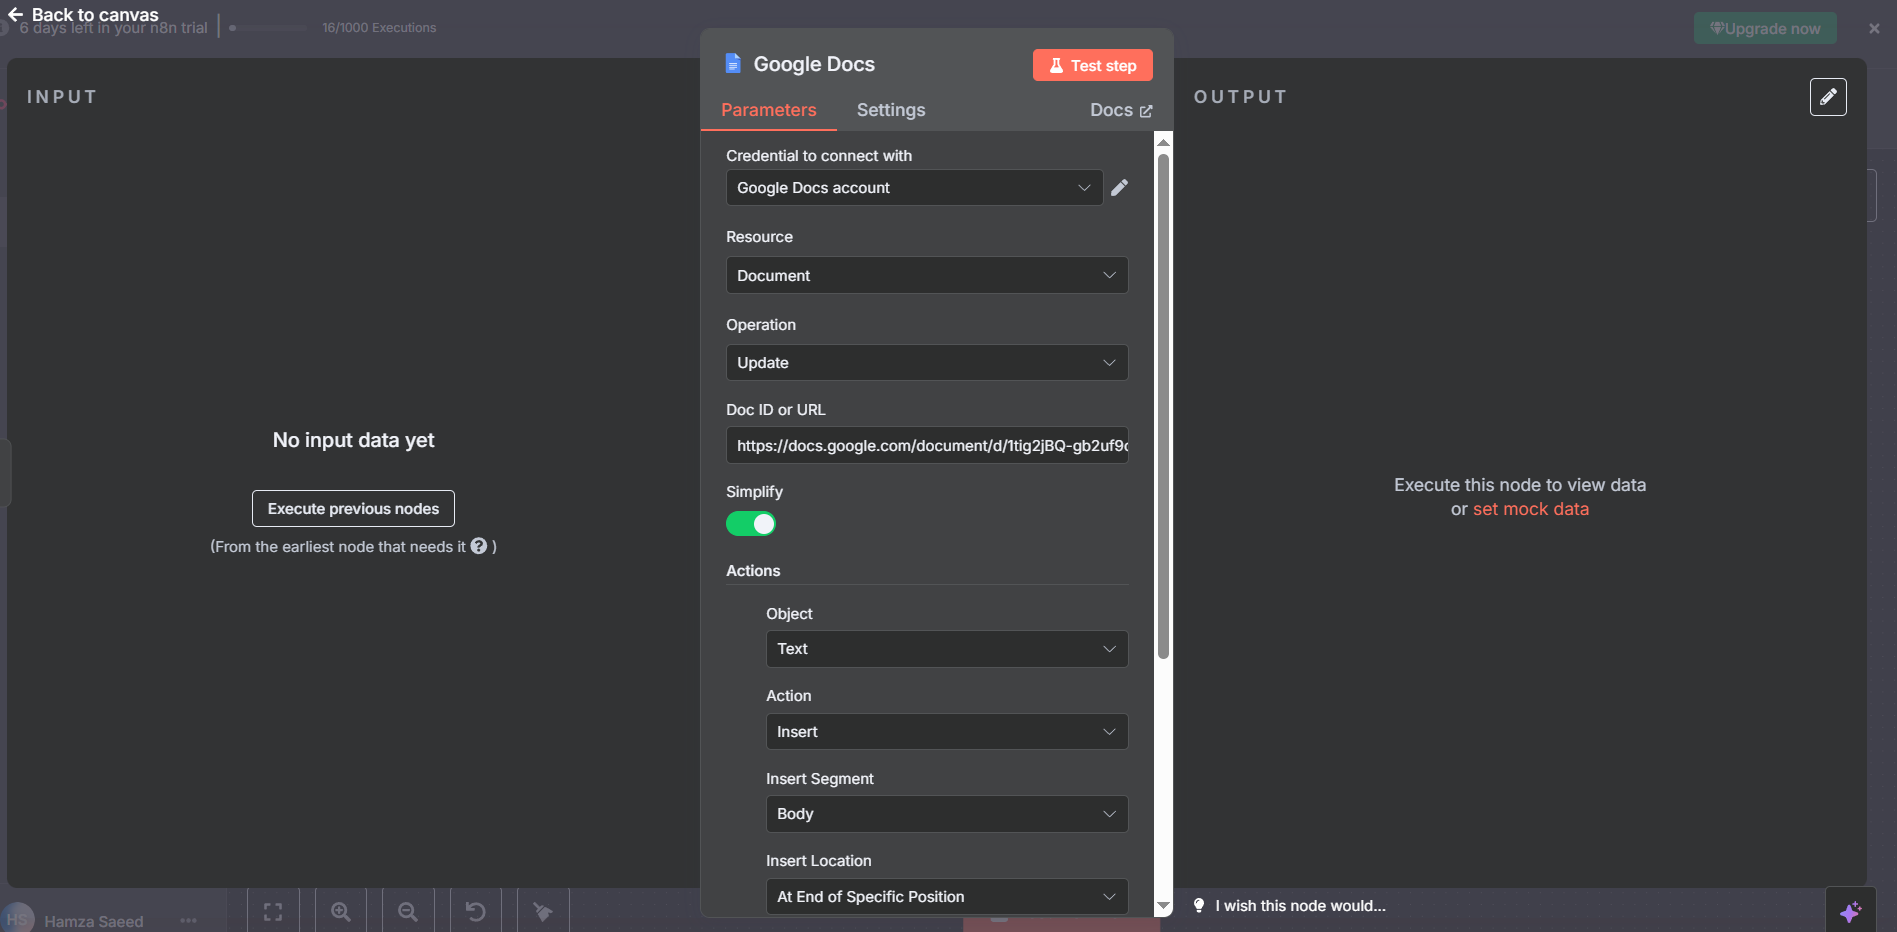 Back to canvas
6 days left in your n8n trial
16/1000 Executions
Upgrade now
Google Docs
Test step
Parameters
Settings
Docs
INPUT
OUTPUT
Credential to connect with
Google Docs account
Resource
Document
Operation
Update
Doc ID or URL
https://docs.google.com/document/d/1tig2jBQ-gb2uf9
Simplify
No input data yet
Execute previous nodes
(From the earliest node that needs it ? )
Execute this node to view data
or set mock data
Actions
Object
Text
Action
Insert
Insert Segment
Body
Insert Location
At End of Specific Position
I wish this node would...
HS
Hamza Saeed